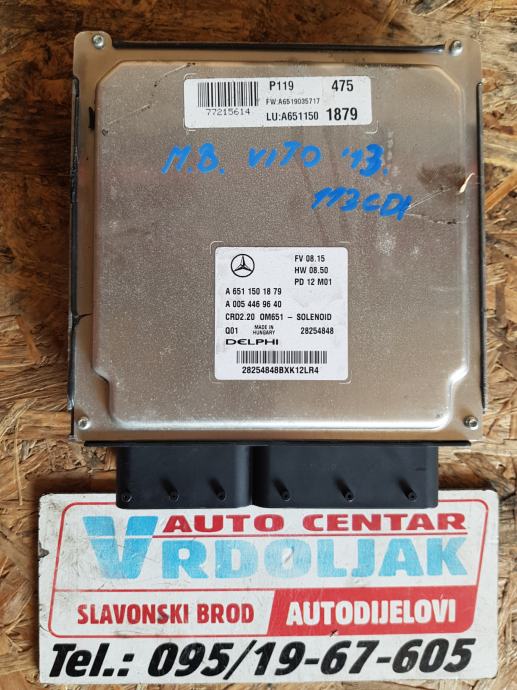 P119 475
FW:A6519035717
77215614 LU:A651150 1879
M.B. VITO '13.
113CDI
FV 08.15
HW 08.50
PD 12 M01
A 651 150 18 79
A 005 446 96 40
CRD2.20 OM651 - SOLENOID
Q01 MADE IN HUNGARY 28254848
DELPHI
28254848BXK12LR4
AUTO CENTAR
VRDOLJAK
SLAVONSKI BROD AUTODIJELOVI
Tel.: 095/19-67-605